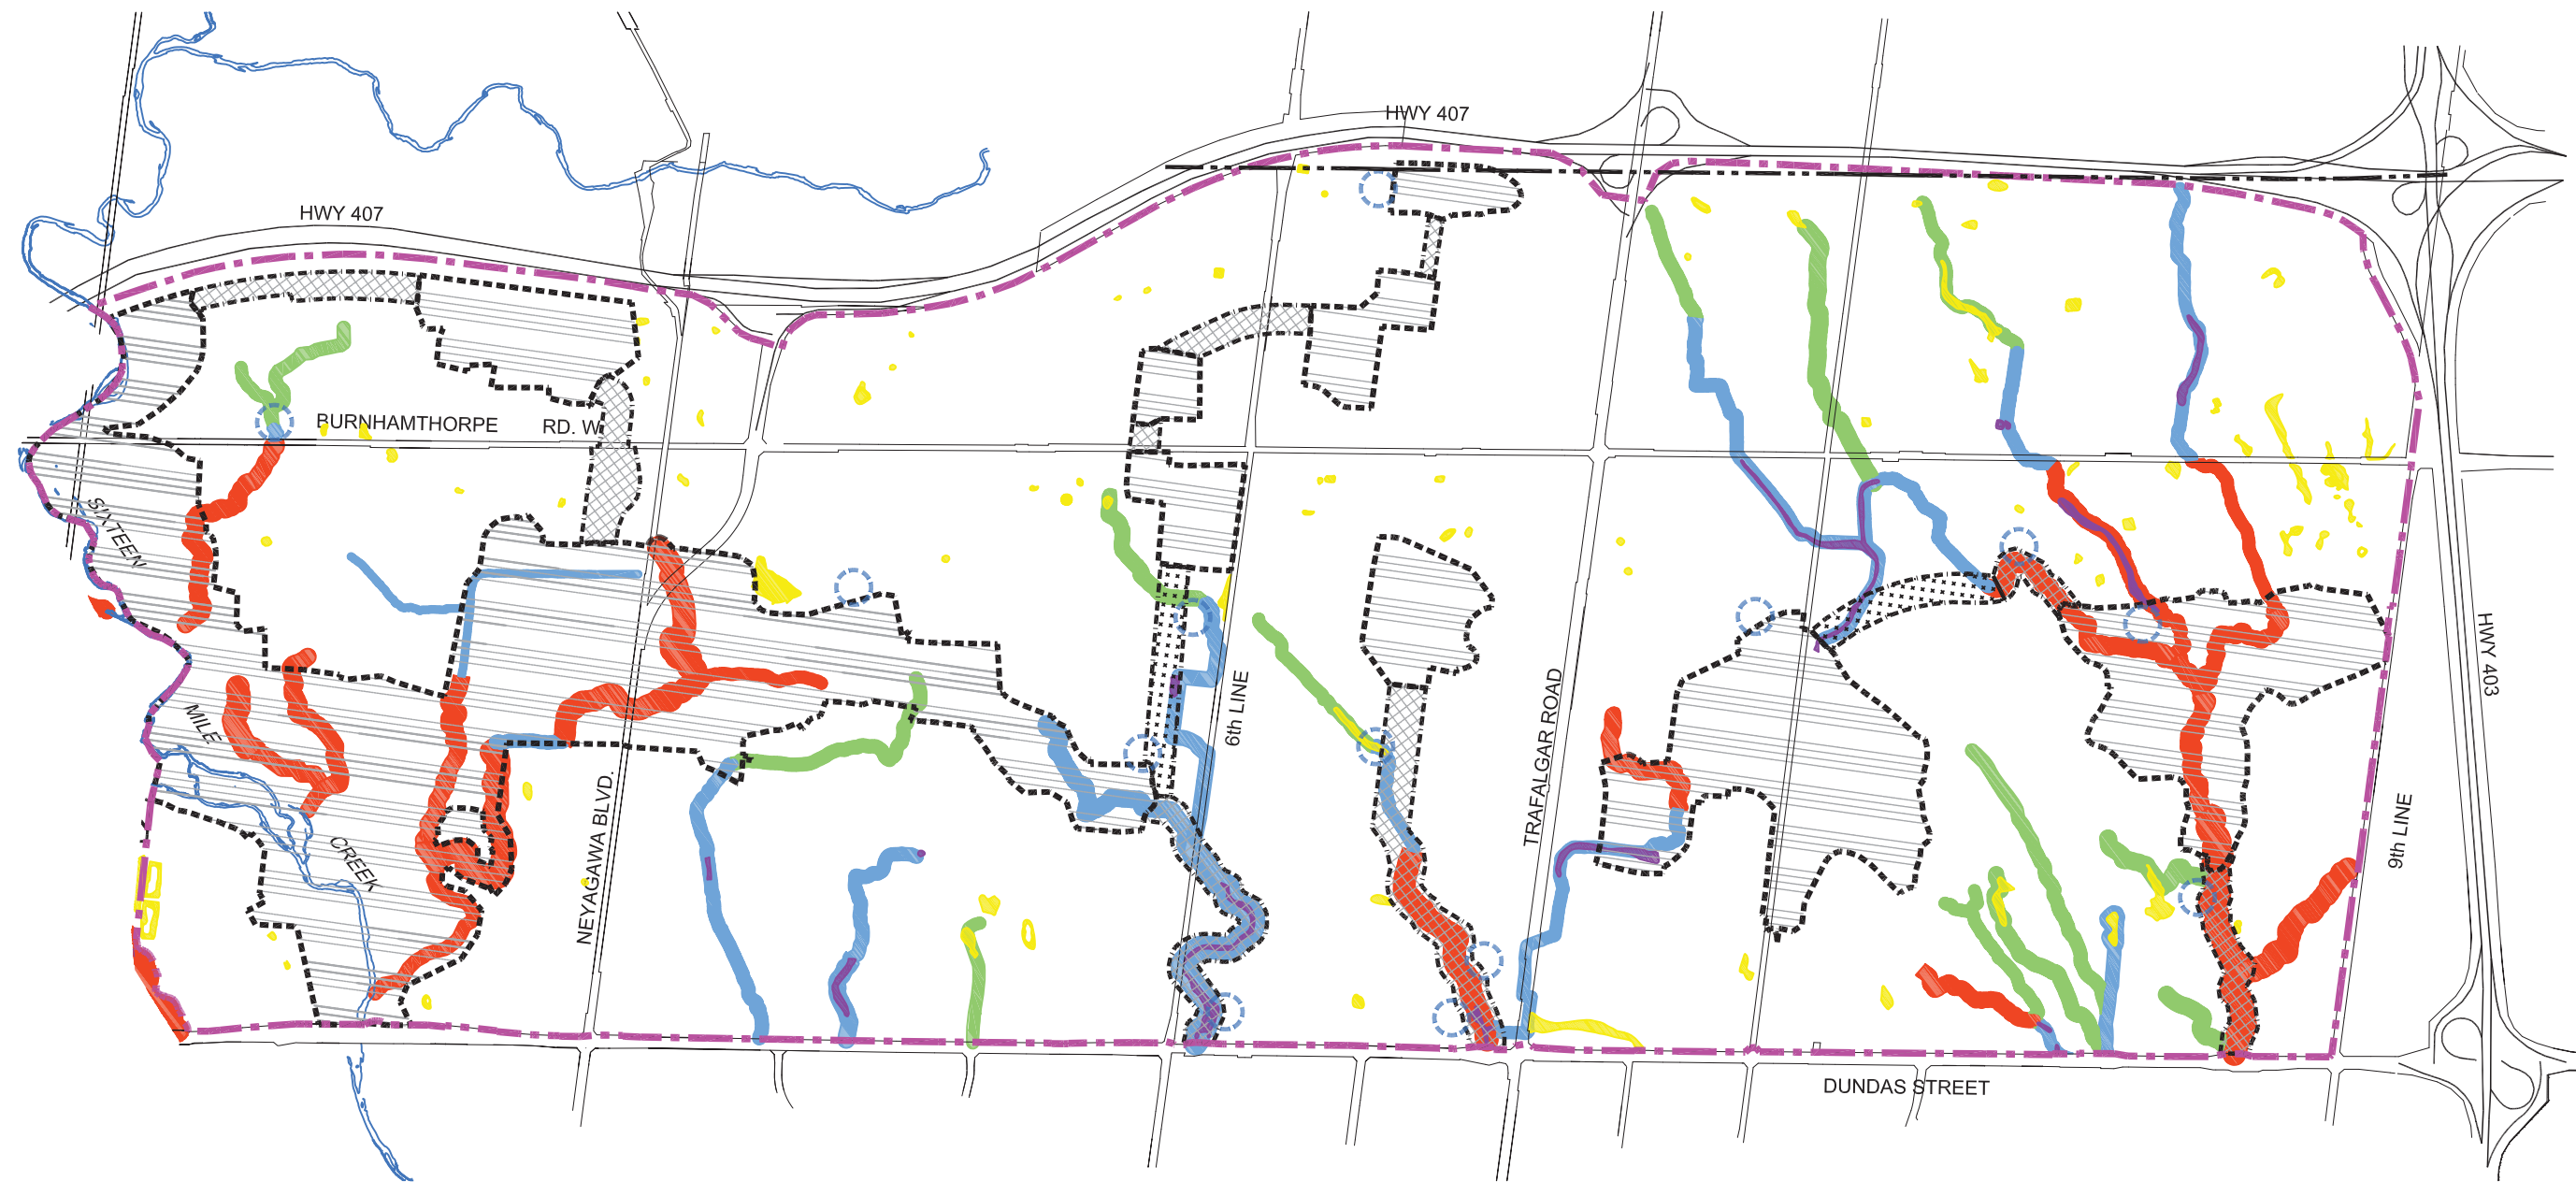 HWY 407
HWY 407
BURNHAMTHORPE RD. W
SIXTEEN
MILE
CREEK
NEYAGAWA BLVD.
6th LINE
TRAFALGAR ROAD
HWY 403
9th LINE
DUNDAS STREET